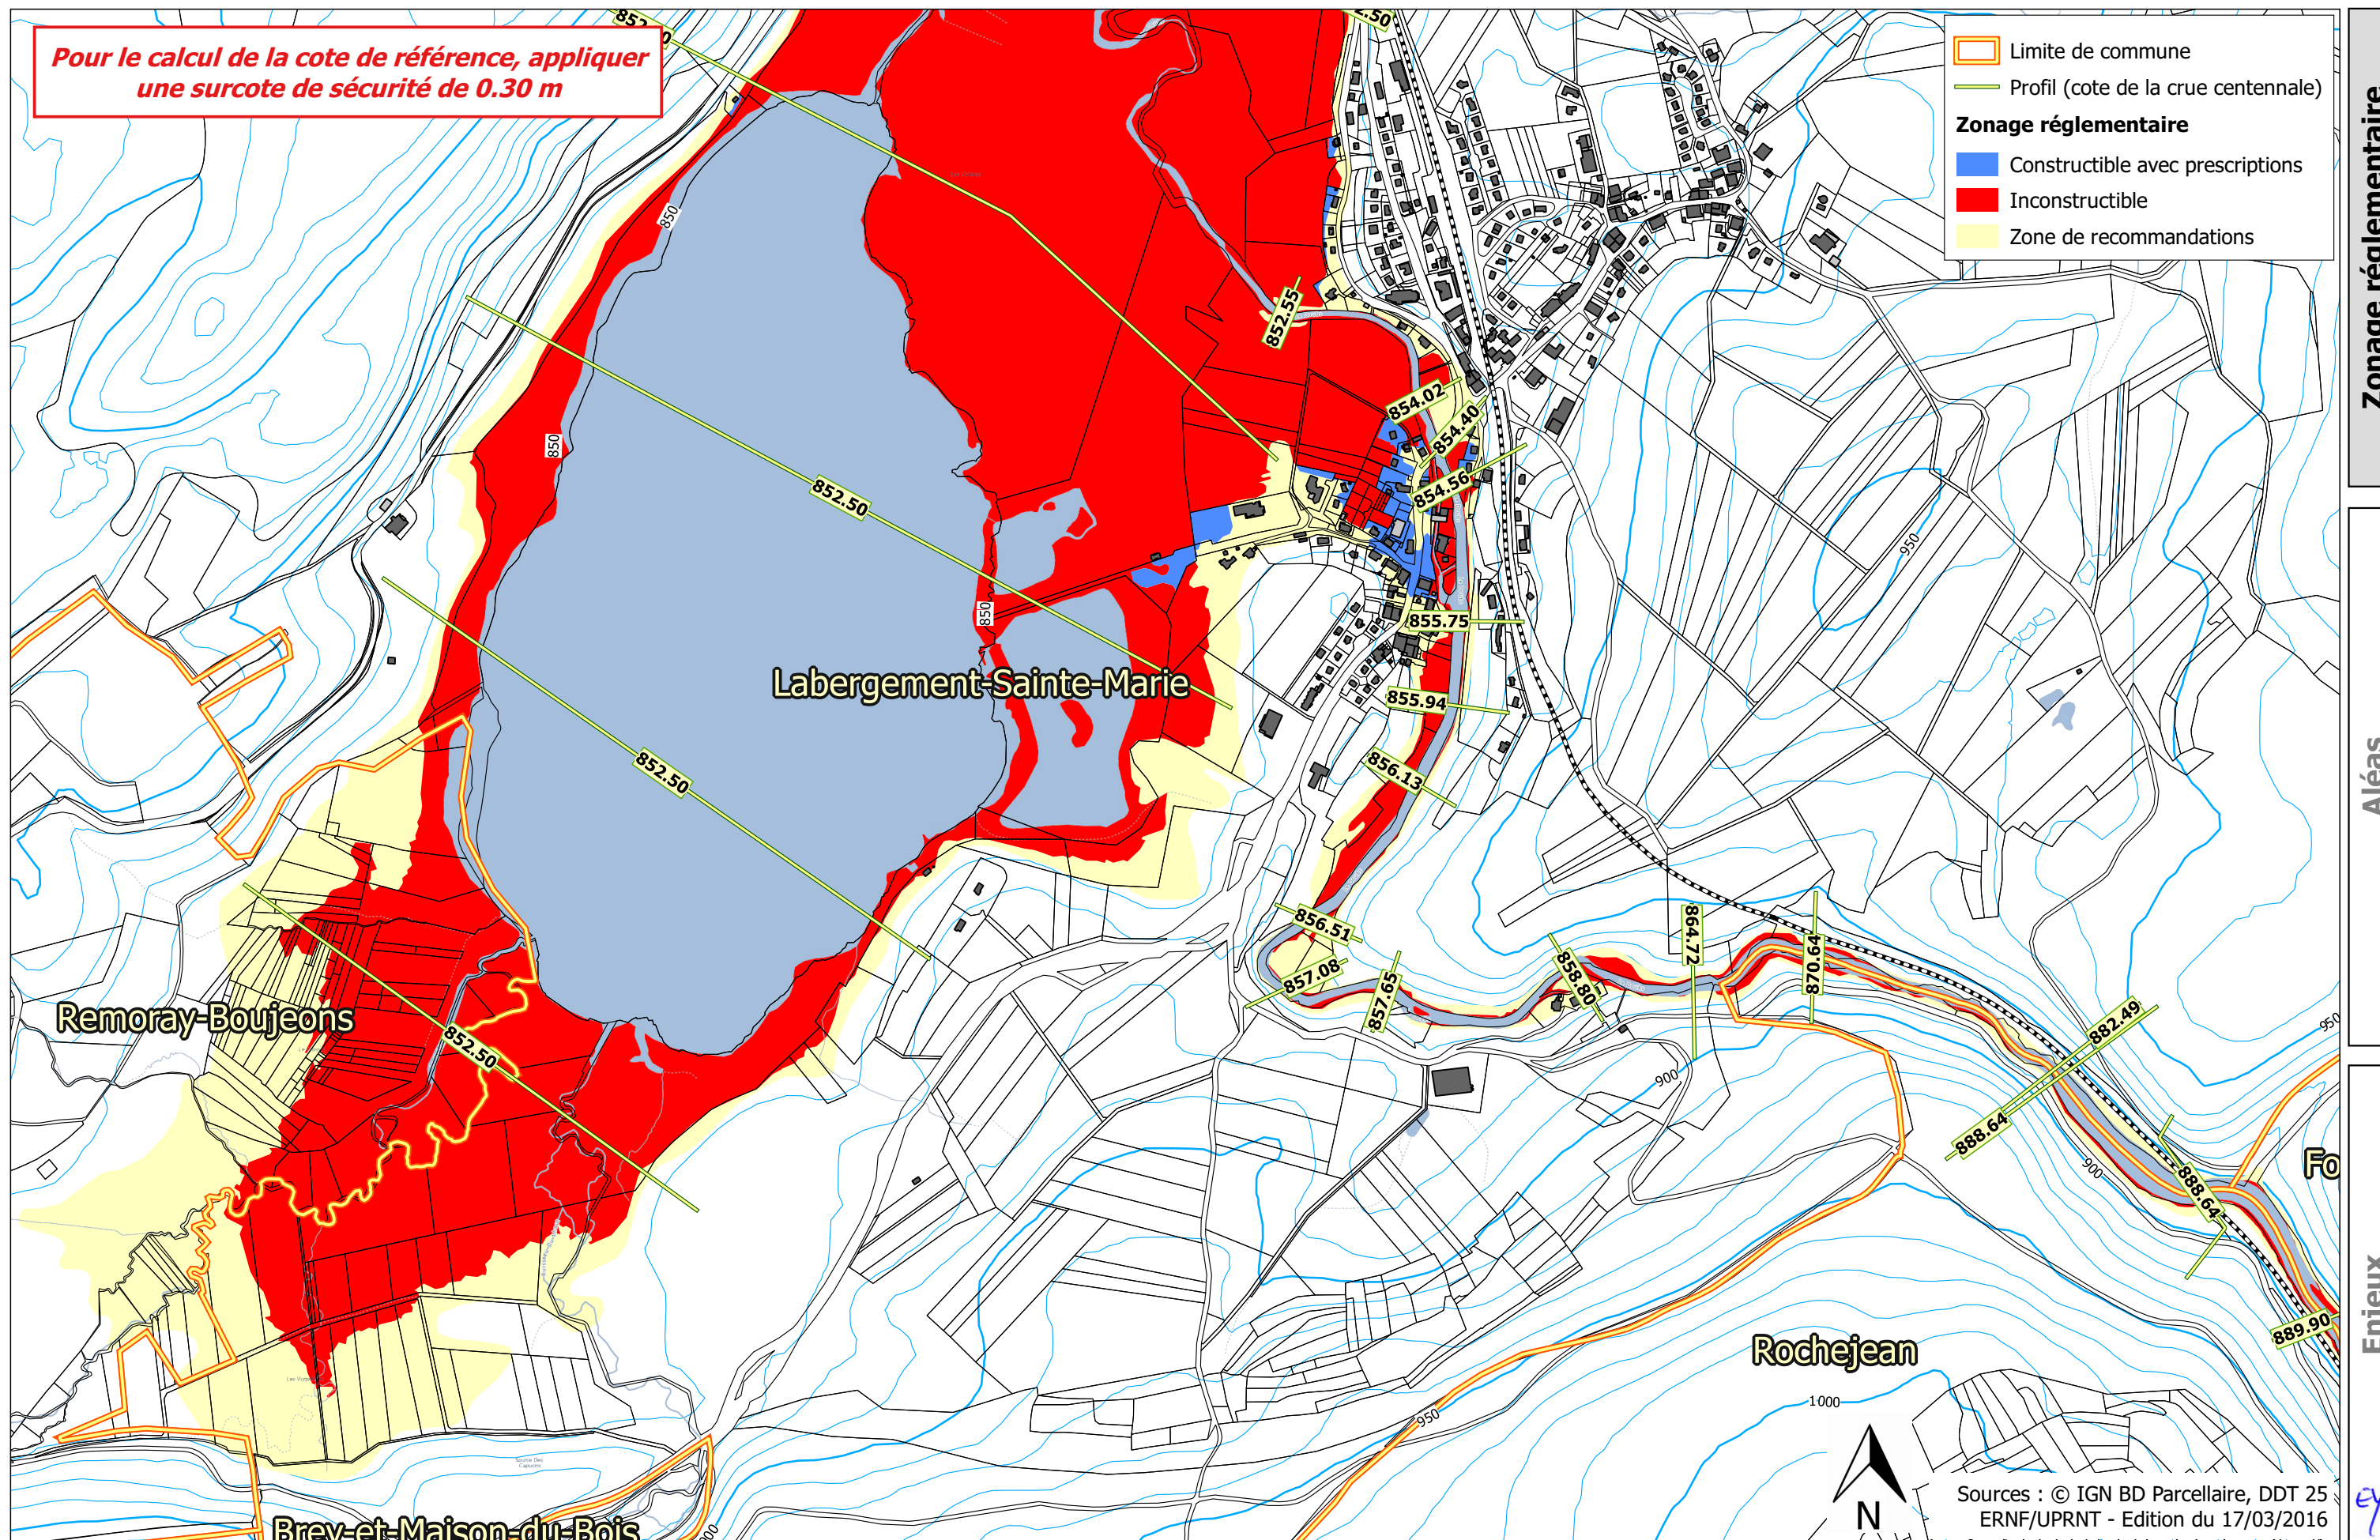 Pour le calcul de la cote de référence, appliquer
une surcote de sécurité de 0.30 m
Limite de commune
Profil (cote de la crue centennale)
Zonage réglementaire
Constructible avec prescriptions
Inconstructible
Zone de recommandations
Zonage réglementaire
Aléas
Enjeux
850
852.55
850
854.02
854.40
852.50
854.56
950
850
855.75
Labergement-Sainte-Marie
855.94
852.50
856.13
856.51
864.72
870.64
857.08
857.65
858.80
Remoray-Boujeons
852.50
882.49
950
900
888.64
900
888.64
889.90
Rochejean
1000
950
Source Des
Capucins
Brey-et-Maison-du-Bois
N
Sources : © IGN BD Parcellaire, DDT 25
ERNF/UPRNT - Edition du 17/03/2016